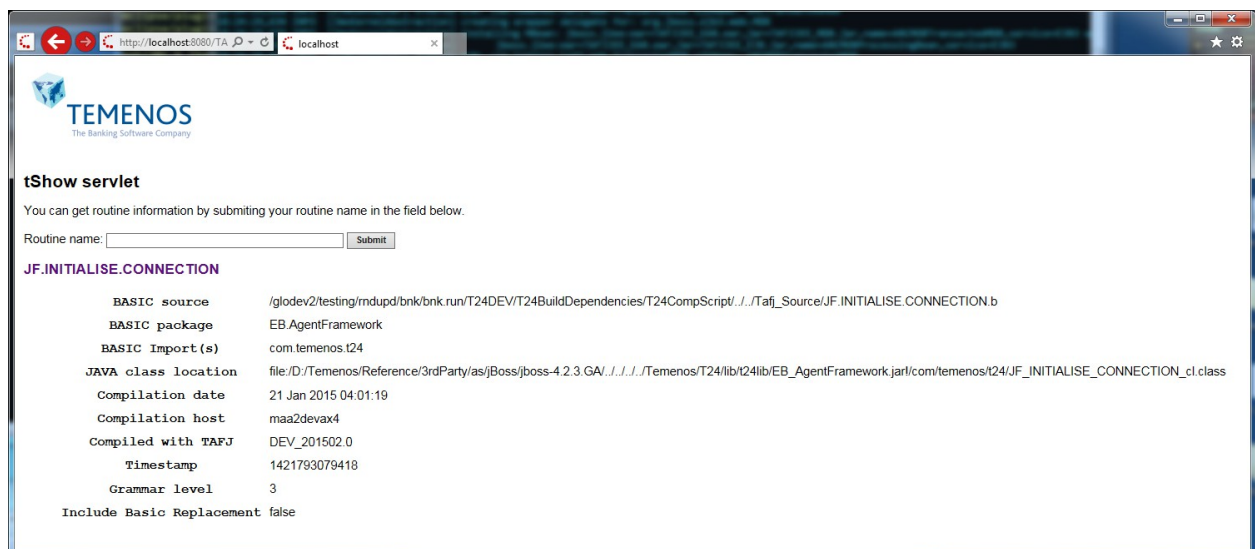 http://localhost:8080/TA
localhost
TEMENOS
The Banking Software Company
tShow servlet
You can get routine information by submiting your routine name in the field below.
Routine name: Submit
JF.INITIALISE.CONNECTION
BASIC source /glodev2/testing/rndupd/bnk/bnk.run/T24DEV/T24BuildDependencies/T24CompScript/../../Tafj_Source/JF.INITIALISE.CONNECTION.b
BASIC package EB.AgentFramework
BASIC Import(s) com.temenos.t24
JAVA class location file:/D:/Temenos/Reference/3rdParty/as/jBoss/jboss-4.2.3.GA/../../../../Temenos/T24/lib/t24lib/EB_AgentFramework.jar!/com/temenos/t24/JF_INITIALISE_CONNECTION_cl.class
Compilation date 21 Jan 2015 04:01:19
Compilation host maa2devax4
Compiled with TAFJ DEV_201502.0
Timestamp 1421793079418
Grammar level 3
Include Basic Replacement false